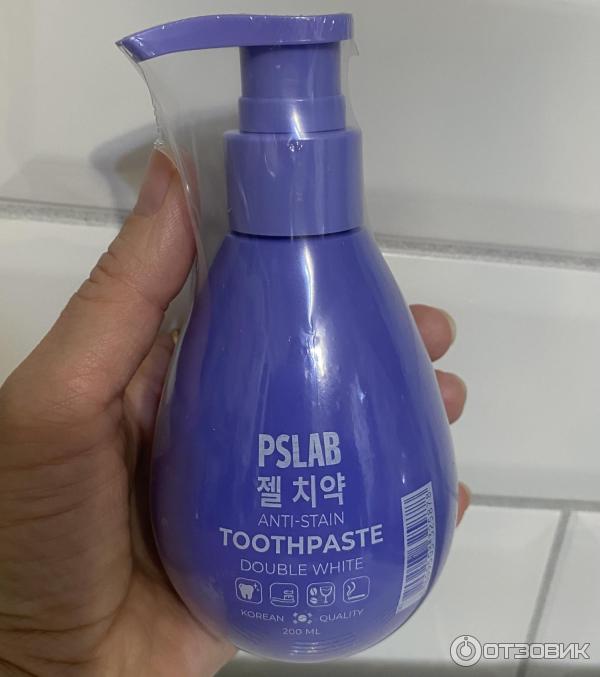 PSLAB
젤 치약
ANTI-STAIN
TOOTHPASTE
DOUBLE WHITE
KOREAN QUALITY
200 ML
ОТЗОВИК